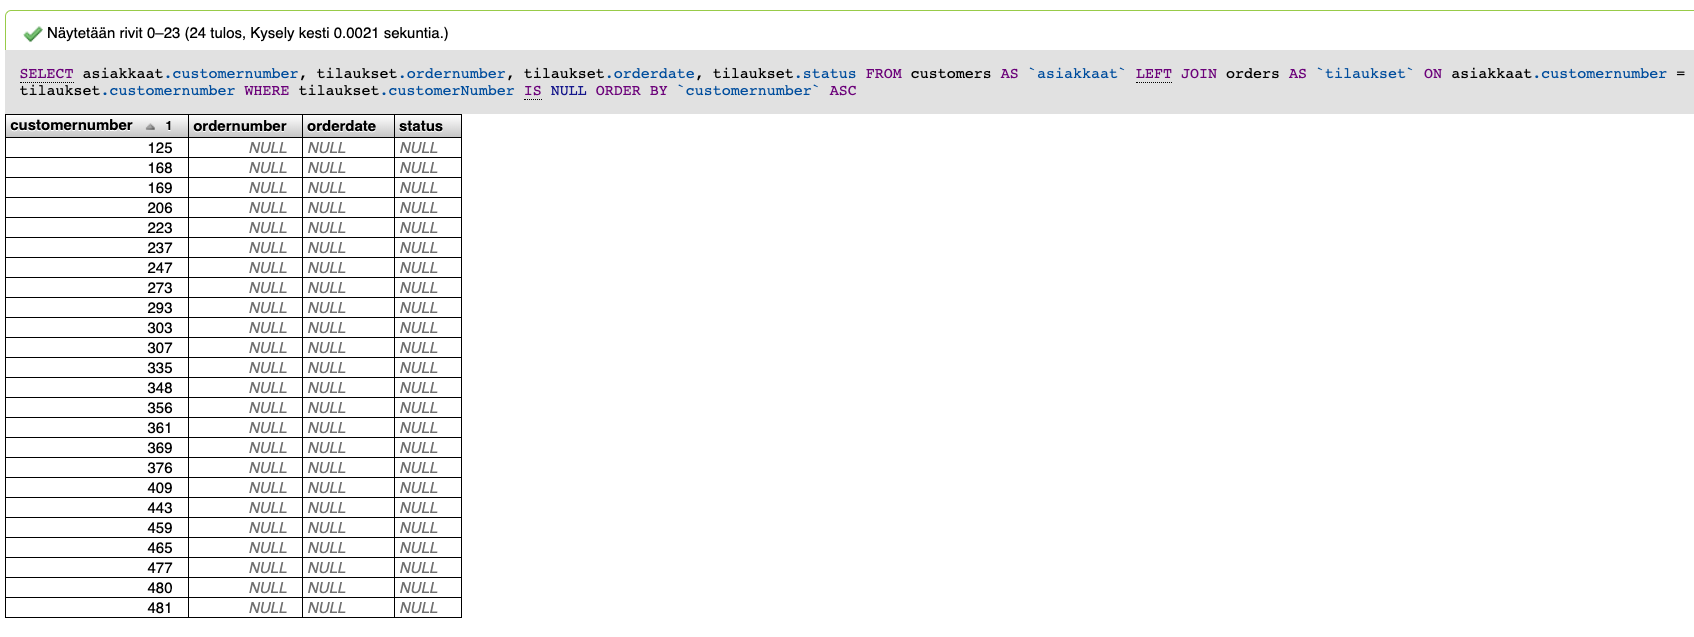 Näytetään rivit 0–23 (24 tulos, Kysely kesti 0.0021 sekuntia.)
SELECT asiakkaat.customernumber, tilaukset.ordernumber, tilaukset.orderdate, tilaukset.status FROM customers AS `asiakkaat` LEFT JOIN orders AS `tilaukset` ON asiakkaat.customernumber =
tilaukset.customernumber WHERE tilaukset.customerNumber IS NULL ORDER BY `customernumber` ASC
customernumber 1 ordernumber orderdate status
125 NULL NULL NULL
168 NULL NULL NULL
169 NULL NULL NULL
206 NULL NULL NULL
223 NULL NULL NULL
237 NULL NULL NULL
247 NULL NULL NULL
273 NULL NULL NULL
293 NULL NULL NULL
303 NULL NULL NULL
307 NULL NULL NULL
335 NULL NULL NULL
348 NULL NULL NULL
356 NULL NULL NULL
361 NULL NULL NULL
369 NULL NULL NULL
376 NULL NULL NULL
409 NULL NULL NULL
443 NULL NULL NULL
459 NULL NULL NULL
465 NULL NULL NULL
477 NULL NULL NULL
480 NULL NULL NULL
481 NULL NULL NULL